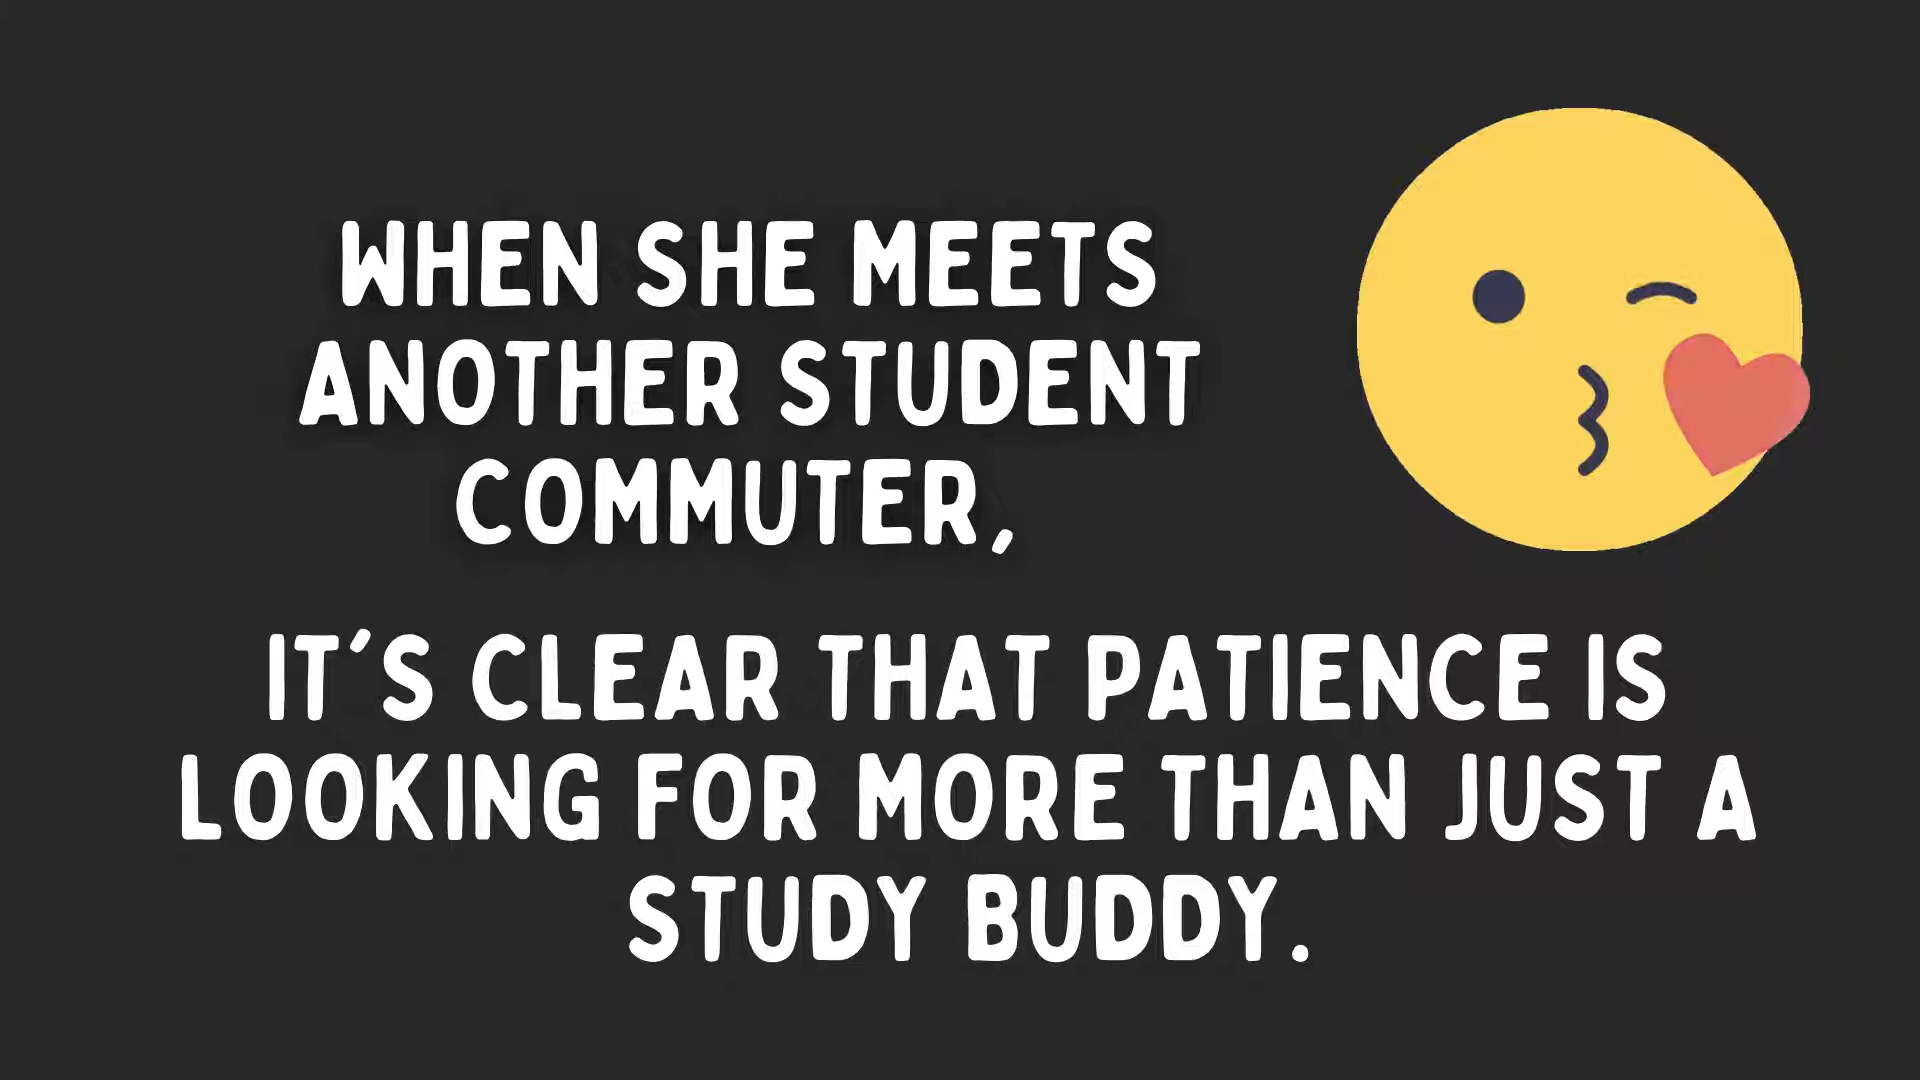 WHEN SHE MEETS
ANOTHER STUDENT
COMMUTER,
IT'S CLEAR THAT PATIENCE IS
LOOKING FOR MORE THAN JUST A
STUDY BUDDY.